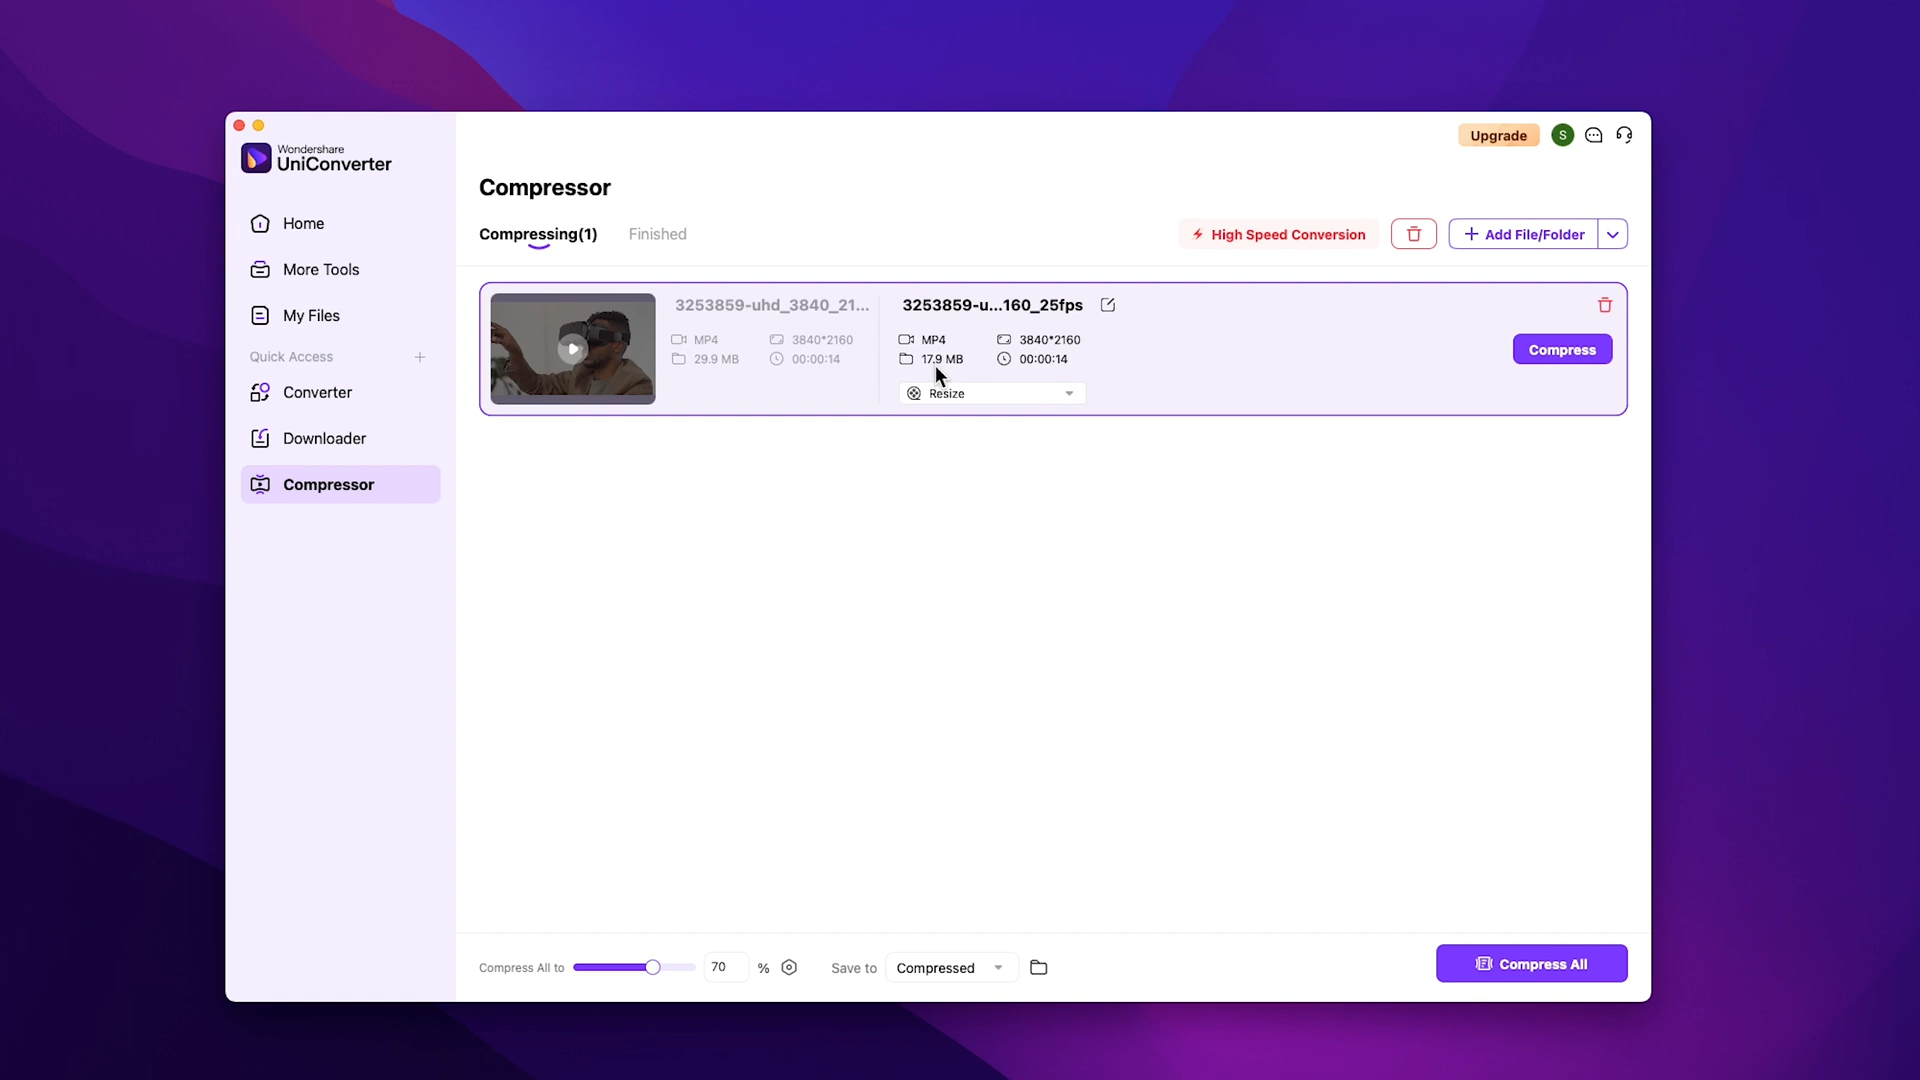 Wondershare
UniConverter
Home
More Tools
My Files
Quick Access
Converter
Downloader
Compressor
Upgrade
S
Compressor
Compressing(1)
Finished
High Speed Conversion
Add File/Folder
3253859-uhd_3840_21...
MP4
3840*2160
29.9 MB
00:00:14
3253859-u...160_25fps
MP4
3840*2160
17.9 MB
00:00:14
Resize
Compress
Compress All to
70
%
Save to
Compressed
Compress All